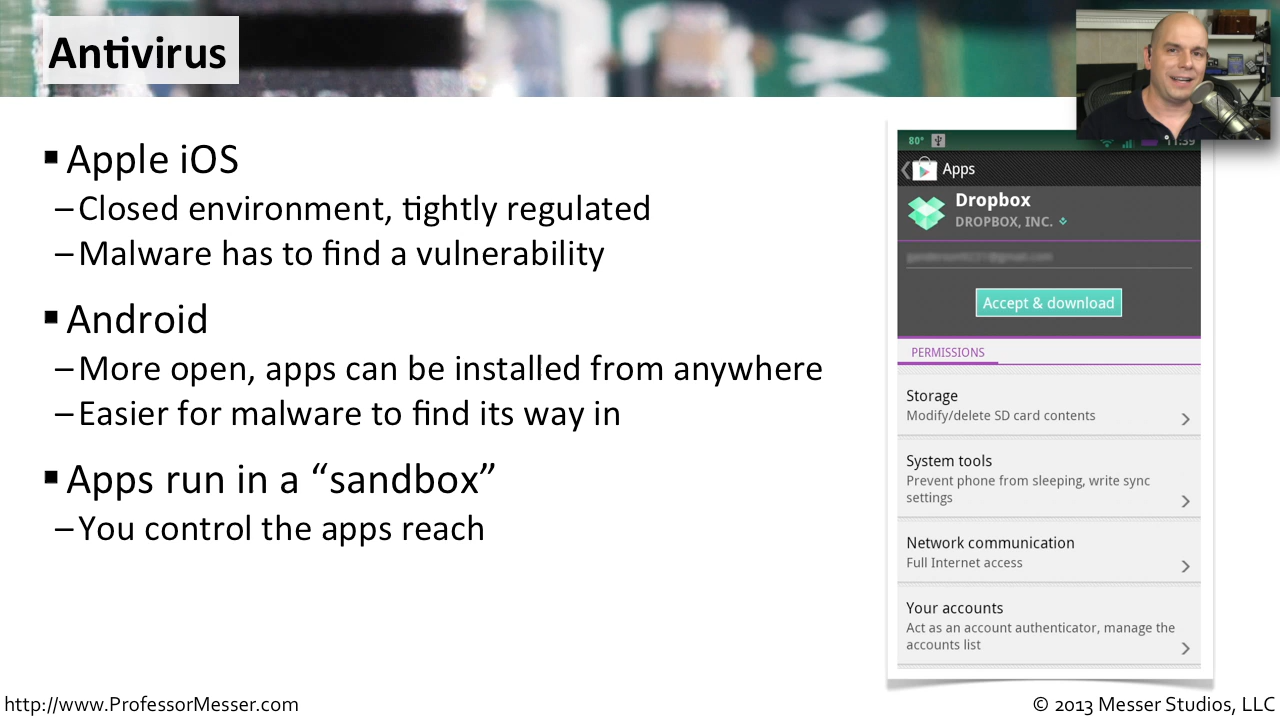 Antivirus
▪ Apple iOS
– Closed environment, tightly regulated
– Malware has to find a vulnerability
▪ Android
– More open, apps can be installed from anywhere
– Easier for malware to find its way in
▪ Apps run in a “sandbox”
– You control the apps reach
80° 11:39
Apps
Dropbox
DROPBOX, INC.
Accept & download
PERMISSIONS
Storage
Modify/delete SD card contents
System tools
Prevent phone from sleeping, write sync
settings
Network communication
Full Internet access
Your accounts
Act as an account authenticator, manage the
accounts list
http://www.ProfessorMesser.com
© 2013 Messer Studios, LLC